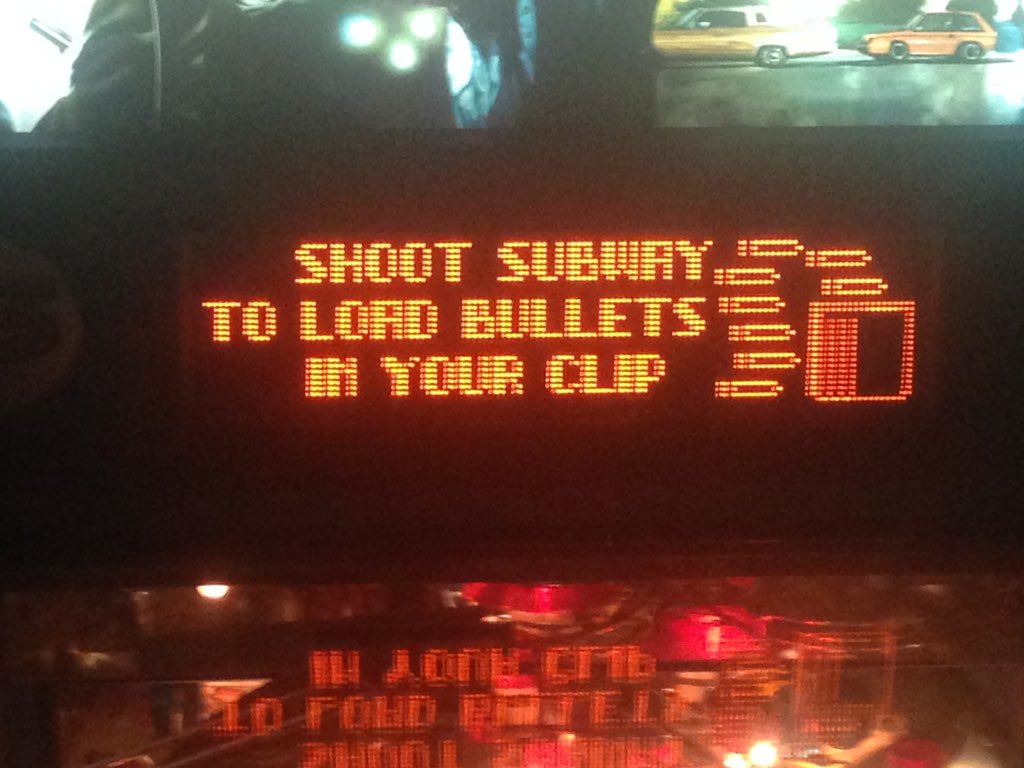 SHOOT SUBWAY
TO LOAD BULLETS
IN YOUR CLIP